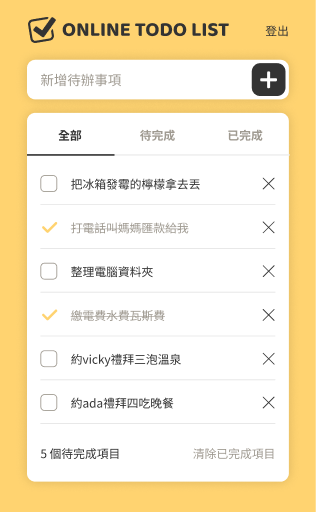 ONLINE TODO LIST
登出
新增待辦事項
全部
待完成
已完成
把冰箱發霉的檸檬拿去丟
打電話叫媽媽匯款給我
整理電腦資料夾
繳電費水費瓦斯費
約vicky禮拜三泡溫泉
約ada禮拜四吃晚餐
5 個待完成項目
清除已完成項目